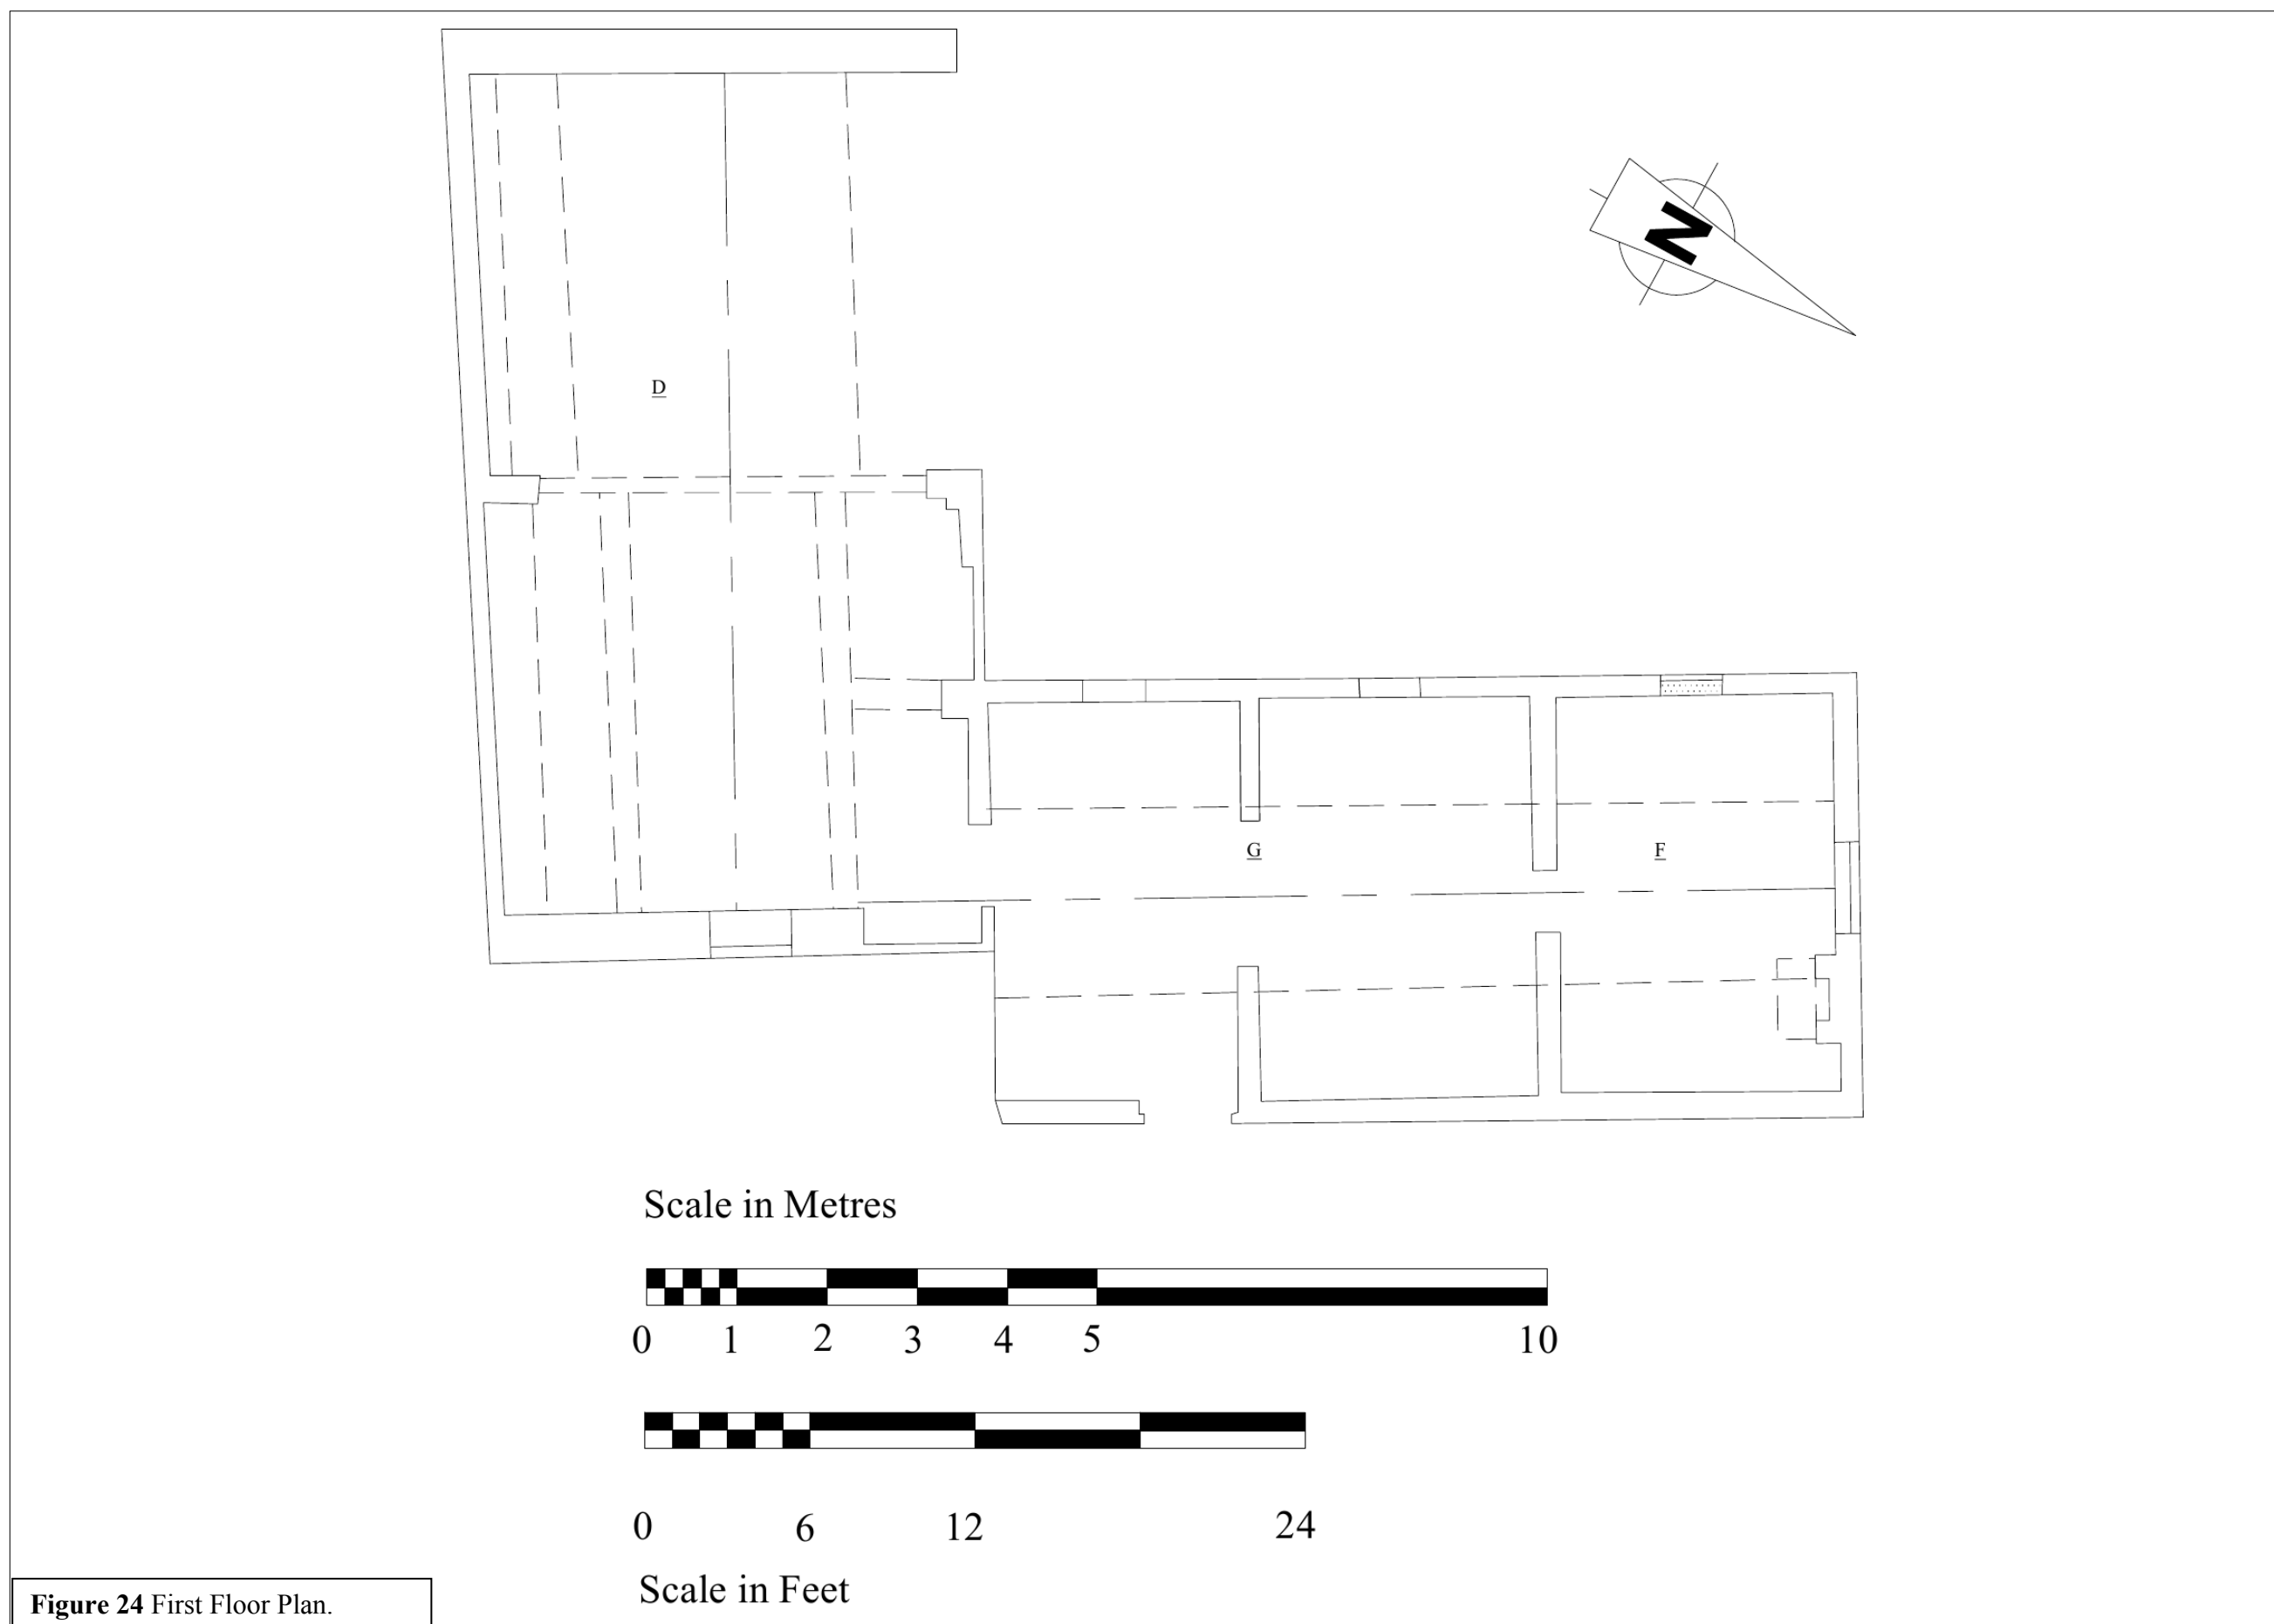 N
D
G
F
Scale in Metres
0 1 2 3 4 5 10
0 6 12 24
Scale in Feet
Figure 24 First Floor Plan.